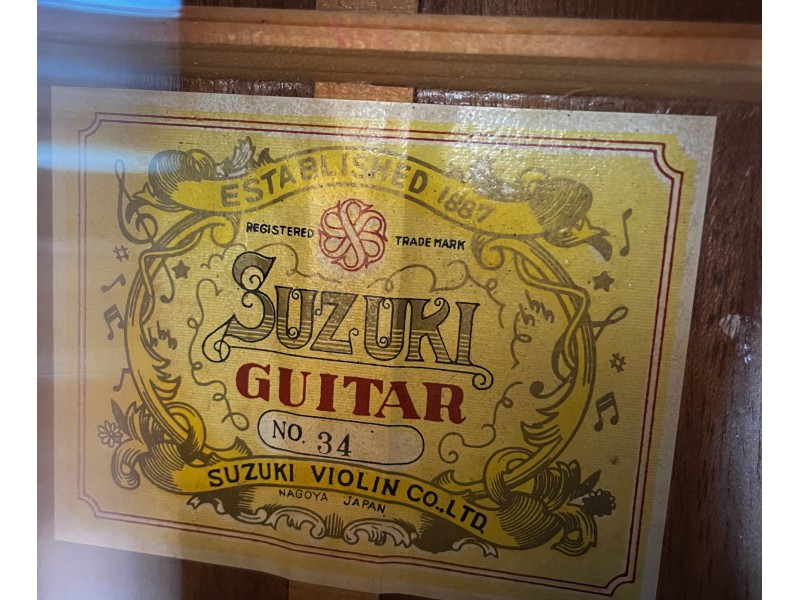 ESTABLISHED 1887
REGISTERED TRADE MARK
SUZUKI
GUITAR
NO. 34
SUZUKI VIOLIN CO., LTD.
NAGOYA JAPAN